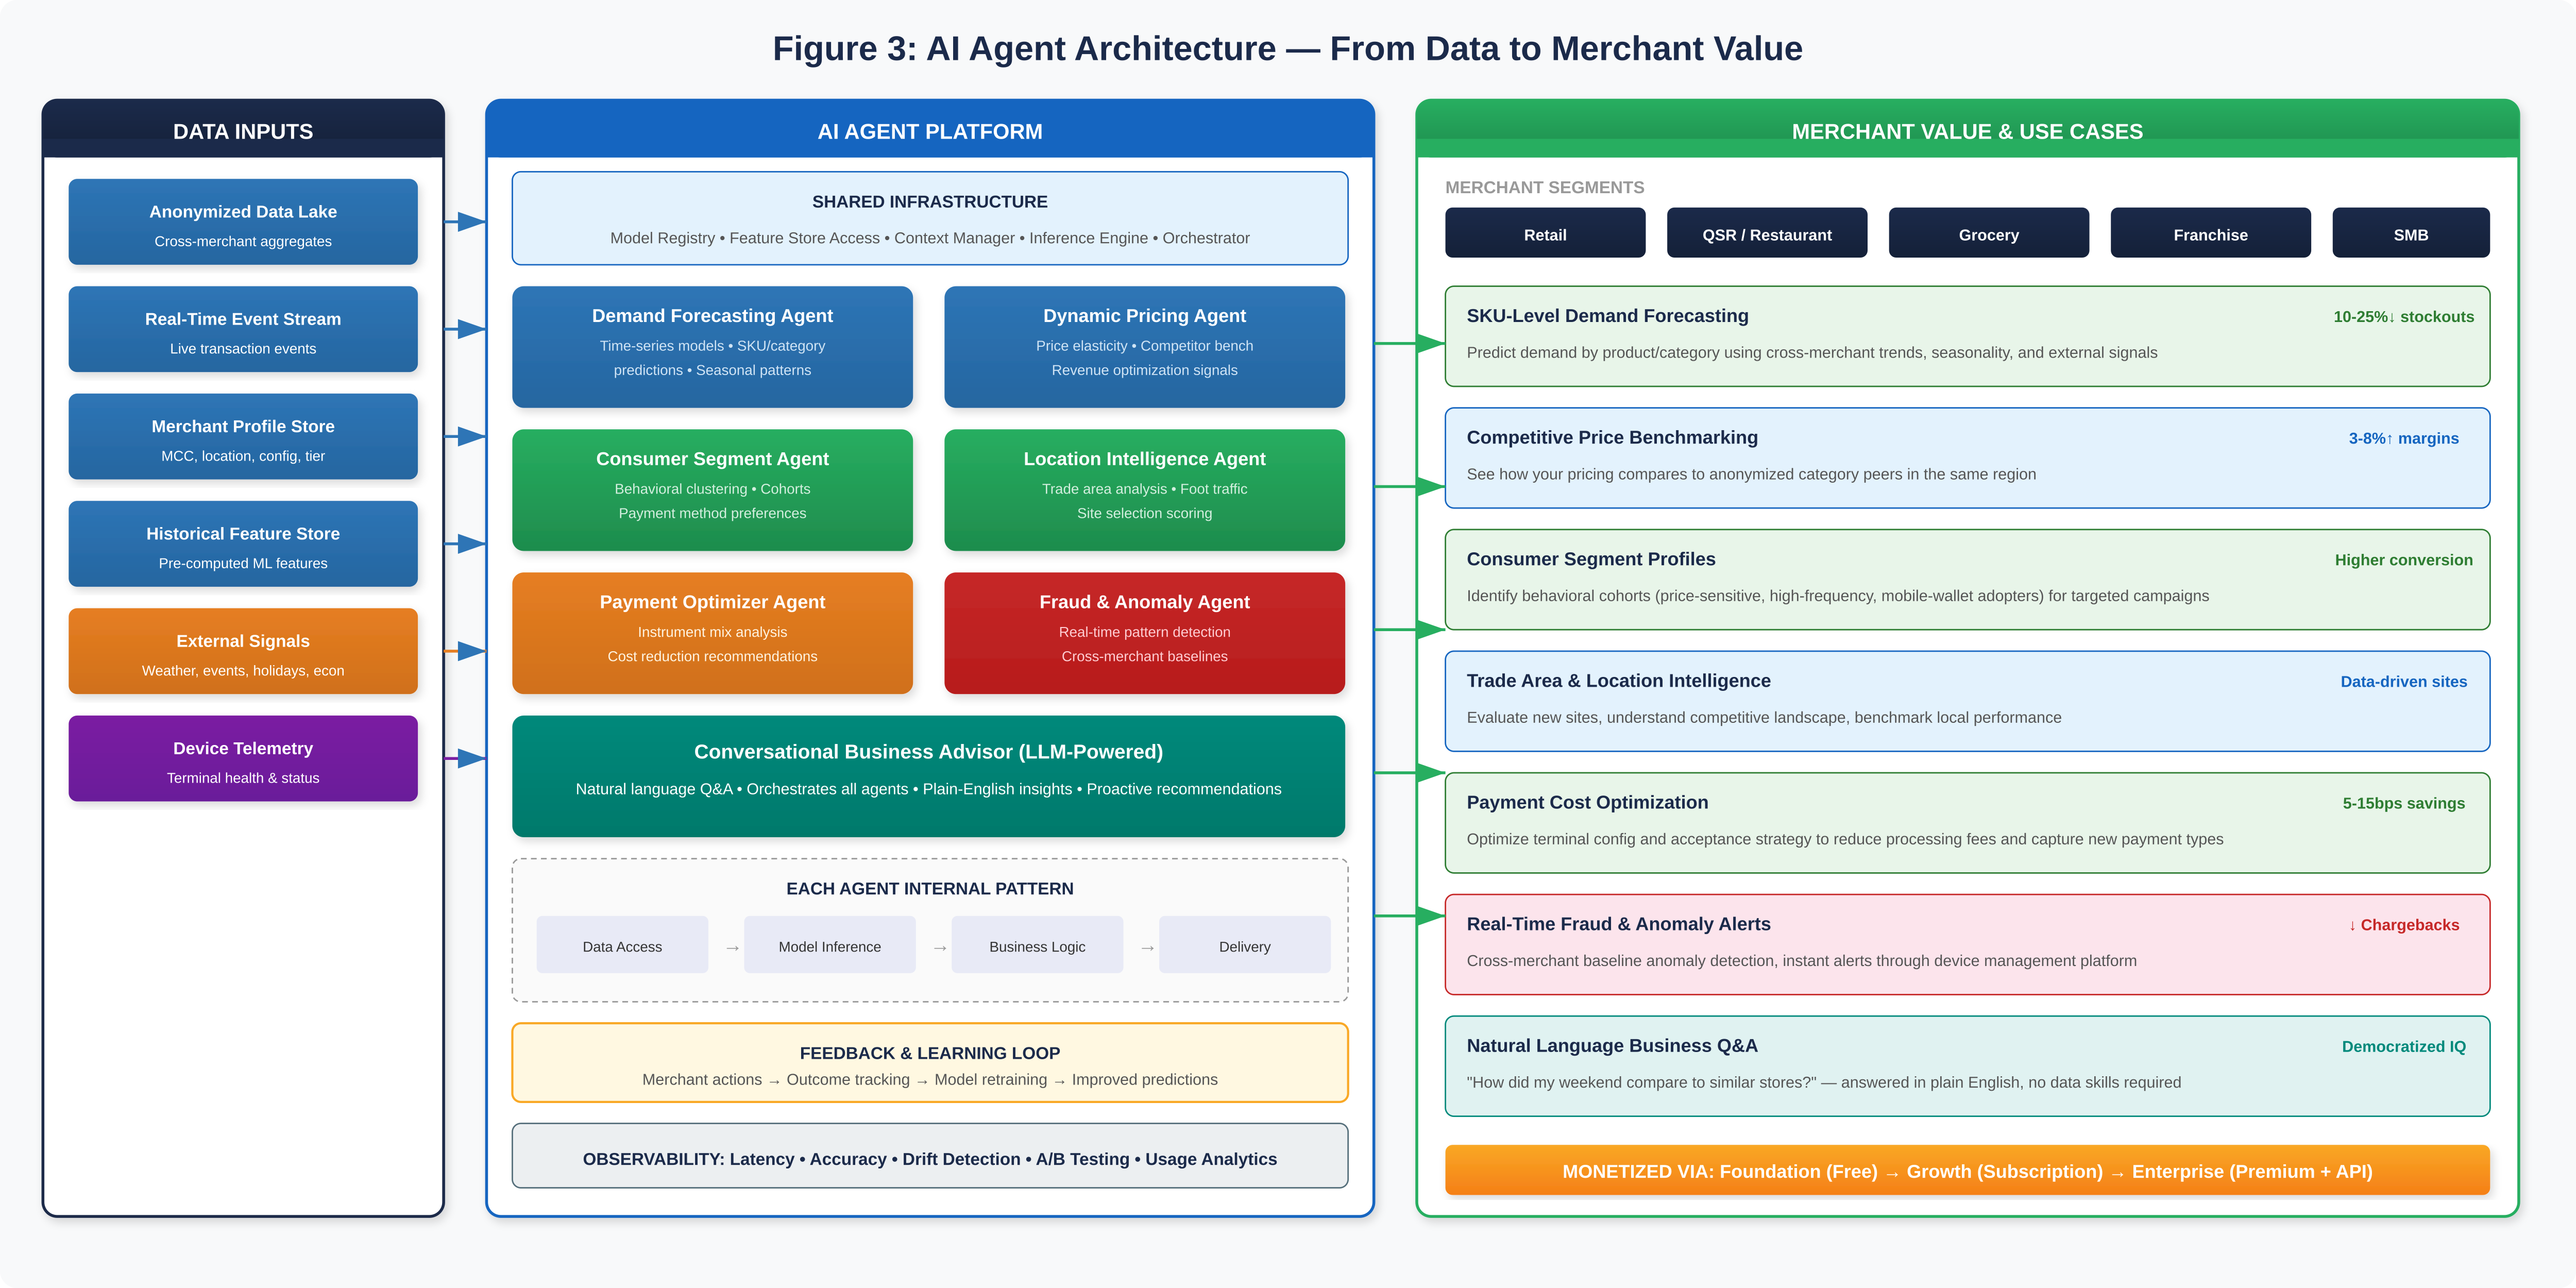 Figure 3: AI Agent Architecture — From Data to Merchant Value
DATA INPUTS
Anonymized Data Lake
Cross-merchant aggregates
Real-Time Event Stream
Live transaction events
Merchant Profile Store
MCC, location, config, tier
Historical Feature Store
Pre-computed ML features
External Signals
Weather, events, holidays, econ
Device Telemetry
Terminal health & status
AI AGENT PLATFORM
SHARED INFRASTRUCTURE
Model Registry • Feature Store Access • Context Manager • Inference Engine • Orchestrator
Demand Forecasting Agent
Time-series models • SKU/category
predictions • Seasonal patterns
Dynamic Pricing Agent
Price elasticity • Competitor bench
Revenue optimization signals
Consumer Segment Agent
Behavioral clustering • Cohorts
Payment method preferences
Location Intelligence Agent
Trade area analysis • Foot traffic
Site selection scoring
Payment Optimizer Agent
Instrument mix analysis
Cost reduction recommendations
Fraud & Anomaly Agent
Real-time pattern detection
Cross-merchant baselines
Conversational Business Advisor (LLM-Powered)
Natural language Q&A • Orchestrates all agents • Plain-English insights • Proactive recommendations
EACH AGENT INTERNAL PATTERN
Data Access → Model Inference → Business Logic → Delivery
FEEDBACK & LEARNING LOOP
Merchant actions → Outcome tracking → Model retraining → Improved predictions
OBSERVABILITY: Latency • Accuracy • Drift Detection • A/B Testing • Usage Analytics
MERCHANT VALUE & USE CASES
MERCHANT SEGMENTS
Retail
QSR / Restaurant
Grocery
Franchise
SMB
SKU-Level Demand Forecasting
10-25%↓ stockouts
Predict demand by product/category using cross-merchant trends, seasonality, and external signals
Competitive Price Benchmarking
3-8%↑ margins
See how your pricing compares to anonymized category peers in the same region
Consumer Segment Profiles
Higher conversion
Identify behavioral cohorts (price-sensitive, high-frequency, mobile-wallet adopters) for targeted campaigns
Trade Area & Location Intelligence
Data-driven sites
Evaluate new sites, understand competitive landscape, benchmark local performance
Payment Cost Optimization
5-15bps savings
Optimize terminal config and acceptance strategy to reduce processing fees and capture new payment types
Real-Time Fraud & Anomaly Alerts
↓ Chargebacks
Cross-merchant baseline anomaly detection, instant alerts through device management platform
Natural Language Business Q&A
Democratized IQ
"How did my weekend compare to similar stores?" — answered in plain English, no data skills required
MONETIZED VIA: Foundation (Free) → Growth (Subscription) → Enterprise (Premium + API)